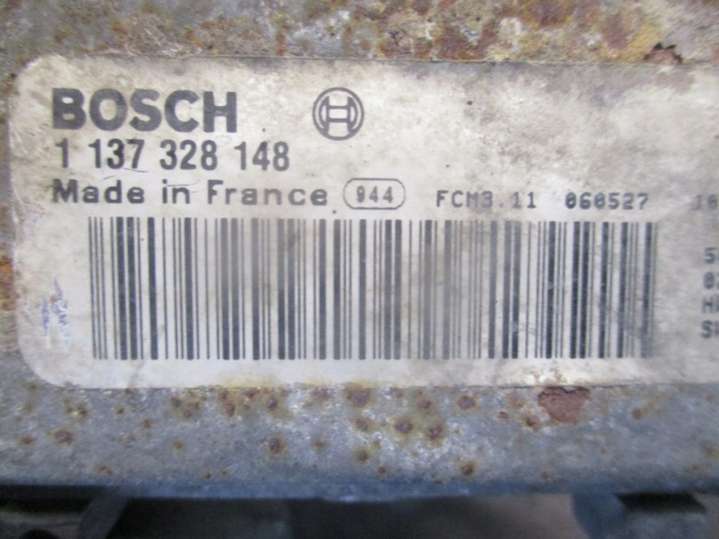 BOSCH
1 137 328 148
Made in France 944 FCM3.11 060527